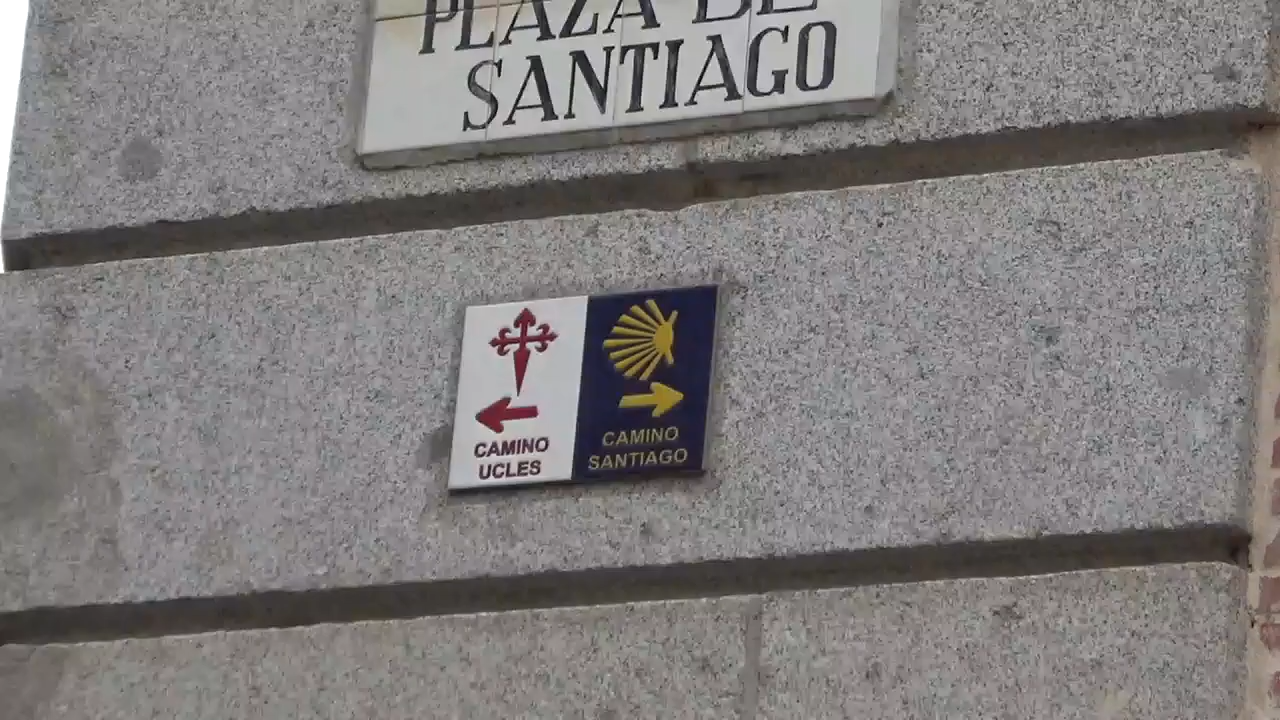 PLAZA DE
SANTIAGO
CAMINO
UCLES
CAMINO
SANTIAGO